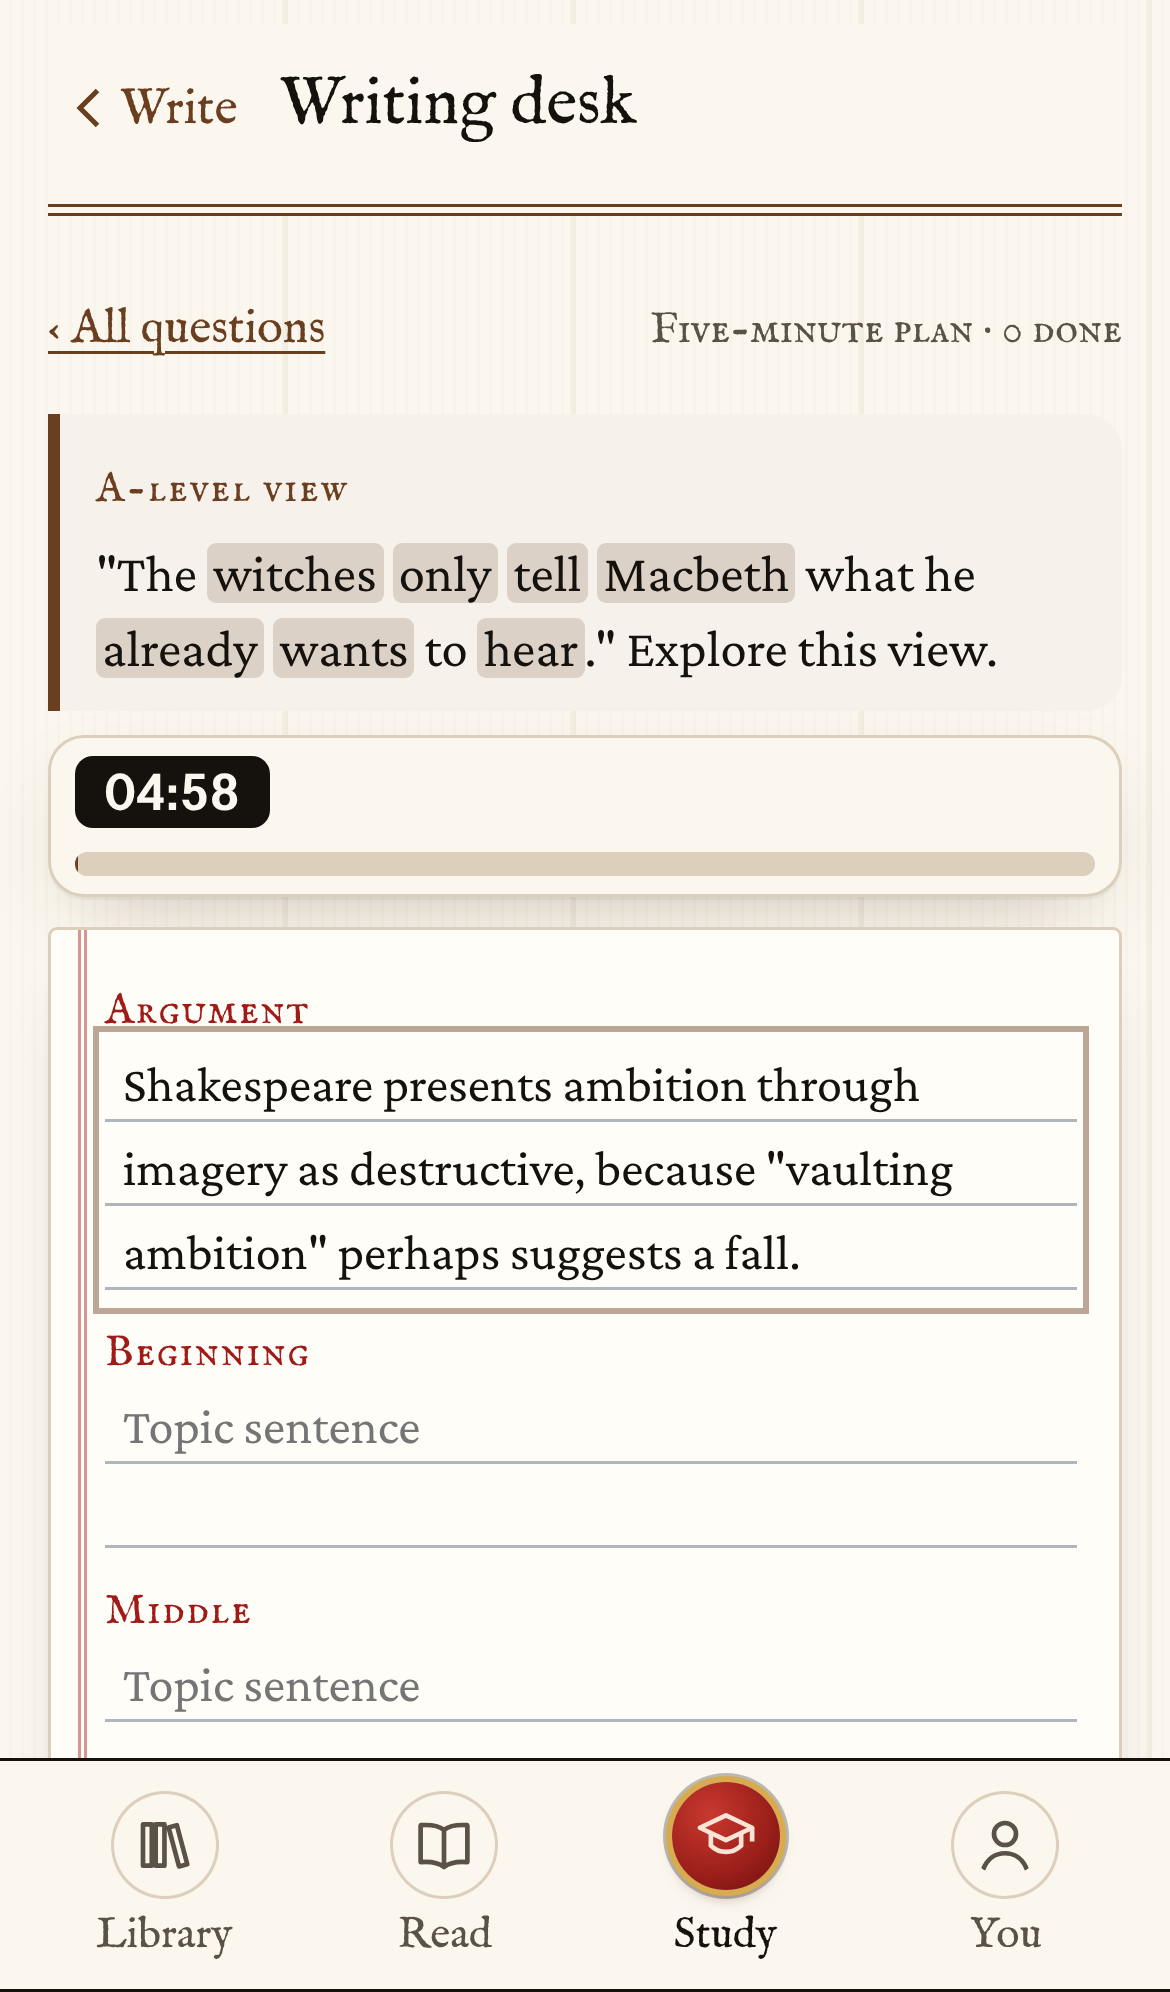 Write Writing desk
‹ All questions Five-minute plan · 0 done
A-level view
"The witches only tell Macbeth what he
already wants to hear." Explore this view.
04:58
Argument
Shakespeare presents ambition through
imagery as destructive, because "vaulting
ambition" perhaps suggests a fall.
Beginning
Topic sentence
Middle
Topic sentence
Library Read Study You